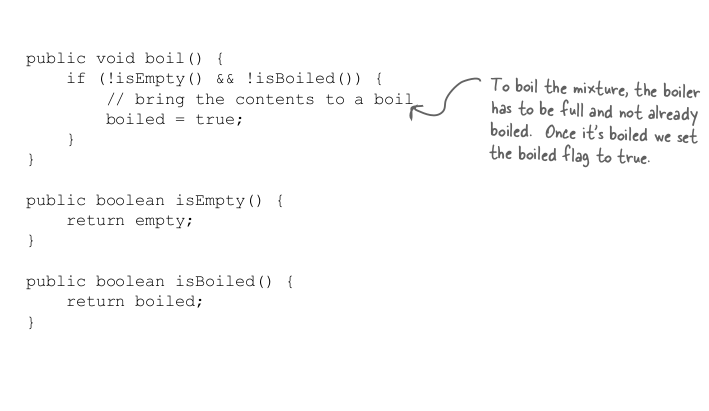 public void boil() {
if (!isEmpty() && !isBoiled()) {
// bring the contents to a boil
boiled = true;
}
}
public boolean isEmpty() {
return empty;
}
public boolean isBoiled() {
return boiled;
}
To boil the mixture, the boiler
has to be full and not already
boiled. Once it's boiled we set
the boiled flag to true.